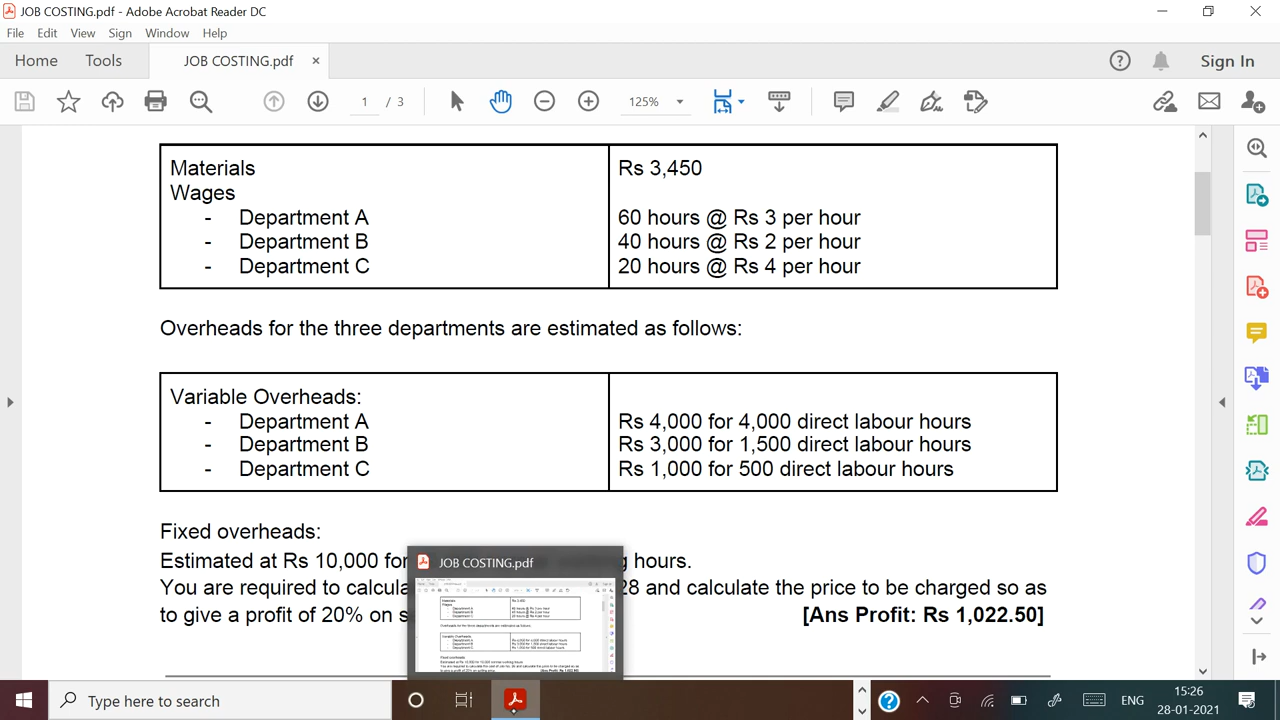 JOB COSTING.pdf - Adobe Acrobat Reader DC
File Edit View Sign Window Help
Home Tools JOB COSTING.pdf × Sign In
1 / 3 125%
Materials Rs 3,450
Wages
- Department A 60 hours @ Rs 3 per hour
- Department B 40 hours @ Rs 2 per hour
- Department C 20 hours @ Rs 4 per hour
Overheads for the three departments are estimated as follows:
Variable Overheads:
- Department A Rs 4,000 for 4,000 direct labour hours
- Department B Rs 3,000 for 1,500 direct labour hours
- Department C Rs 1,000 for 500 direct labour hours
Fixed overheads:
Estimated at Rs 10,000 for hours.
You are required to calcula 28 and calculate the price to be charged so as
to give a profit of 20% on s [Ans Profit: Rs 1,022.50]
JOB COSTING.pdf
Type here to search
ENG
15:26
28-01-2021